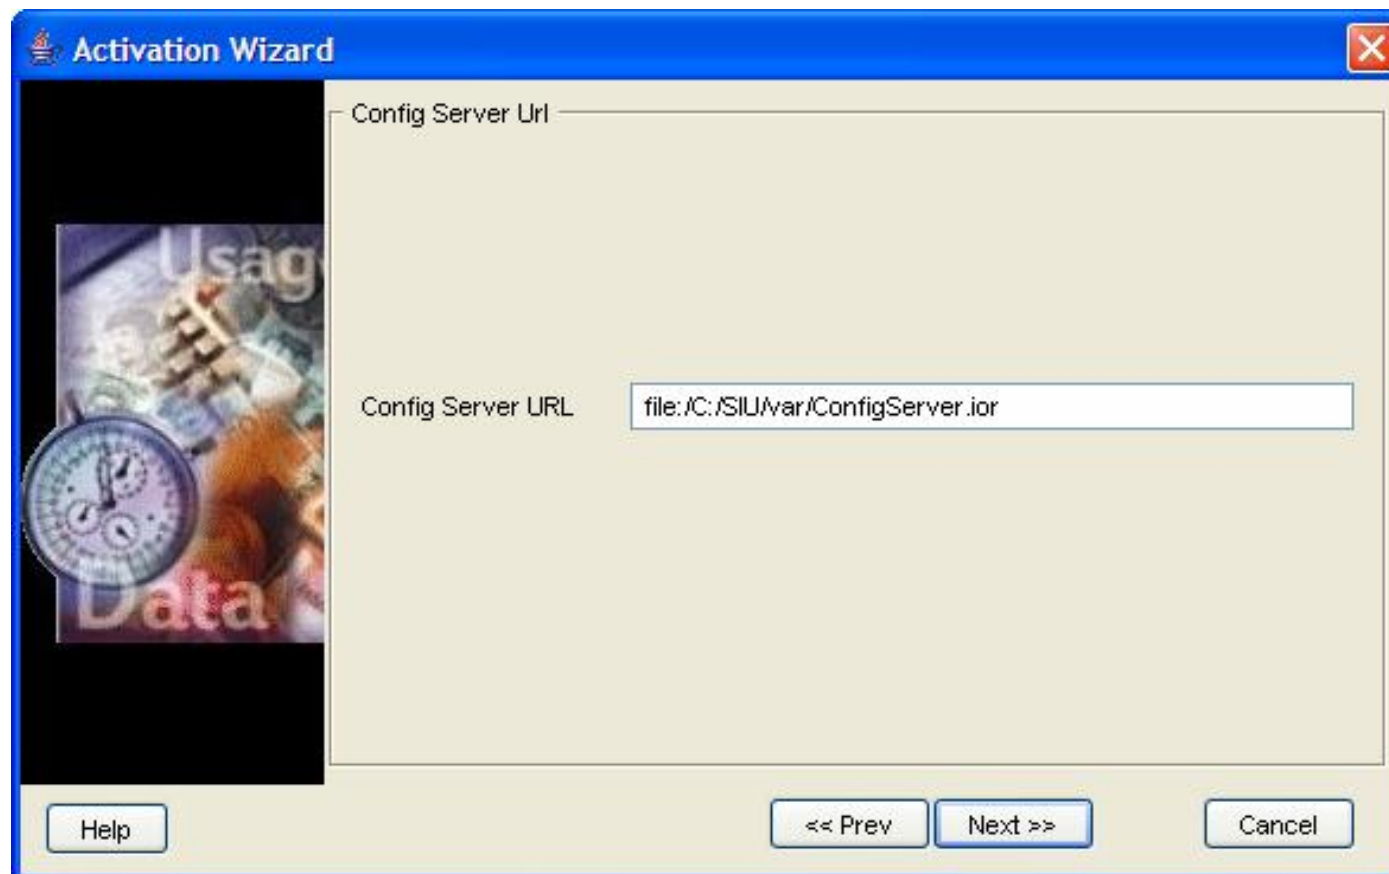 Activation Wizard
Config Server Url
Usag
Config Server URL
file:/C:/SIU/var/ConfigServer.ior
Data
Help
<< Prev
Next >>
Cancel